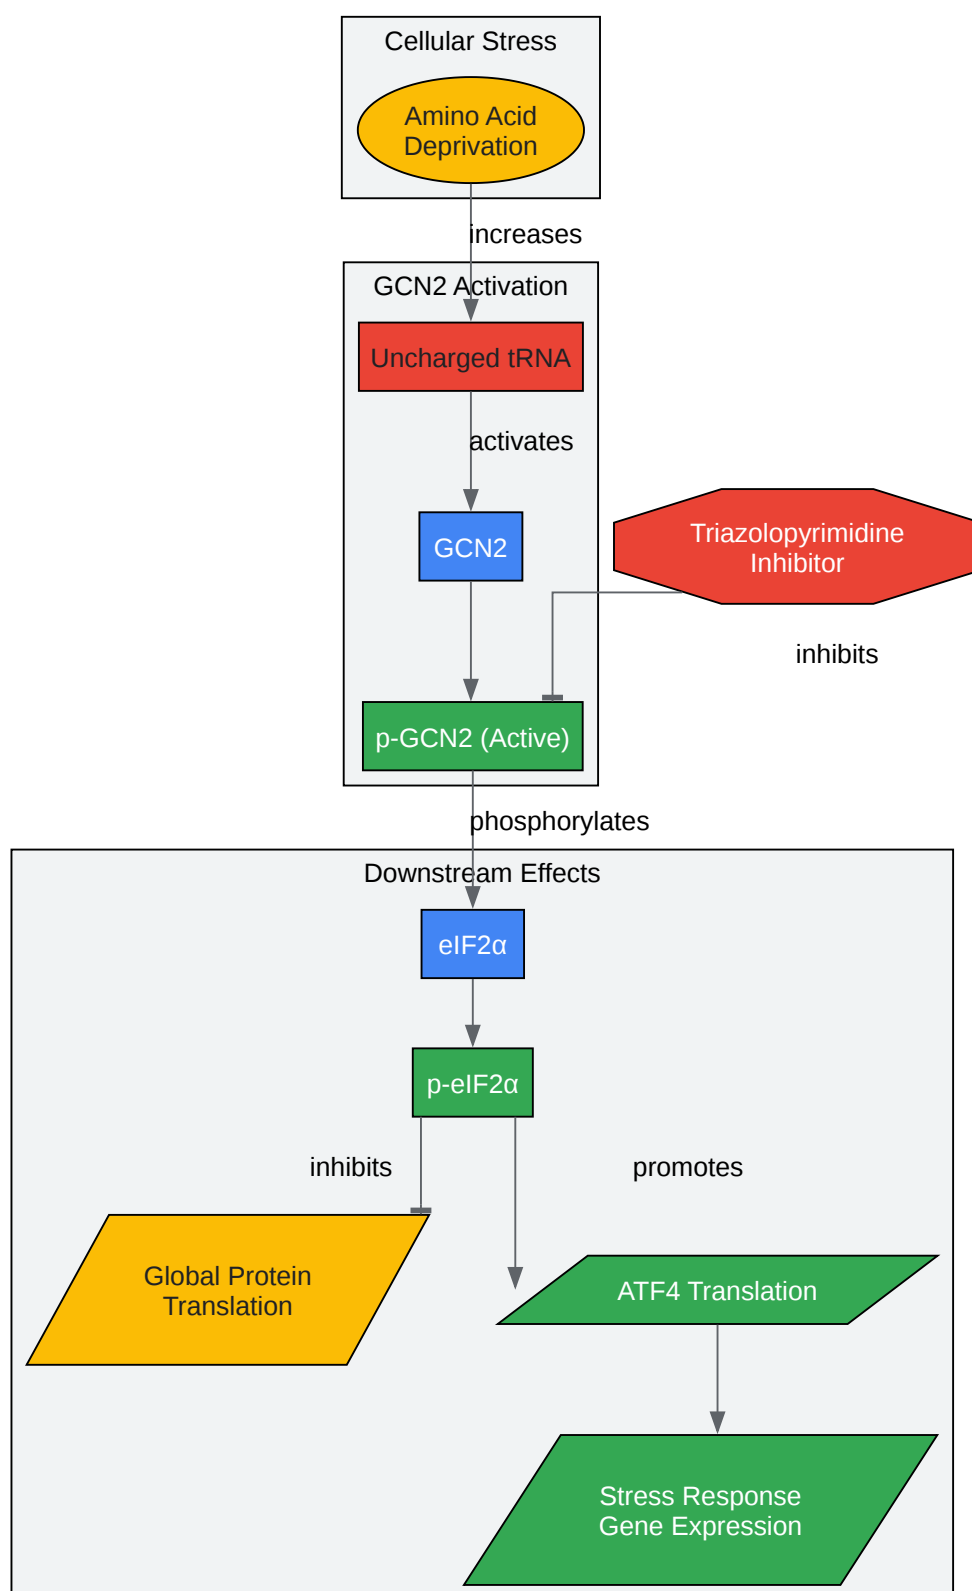 Cellular Stress
Amino Acid
Deprivation
increases
GCN2 Activation
Uncharged tRNA
activates
GCN2
Triazolopyrimidine
Inhibitor
inhibits
p-GCN2 (Active)
phosphorylates
Downstream Effects
eIF2α
p-eIF2α
inhibits
promotes
Global Protein
Translation
ATF4 Translation
Stress Response
Gene Expression